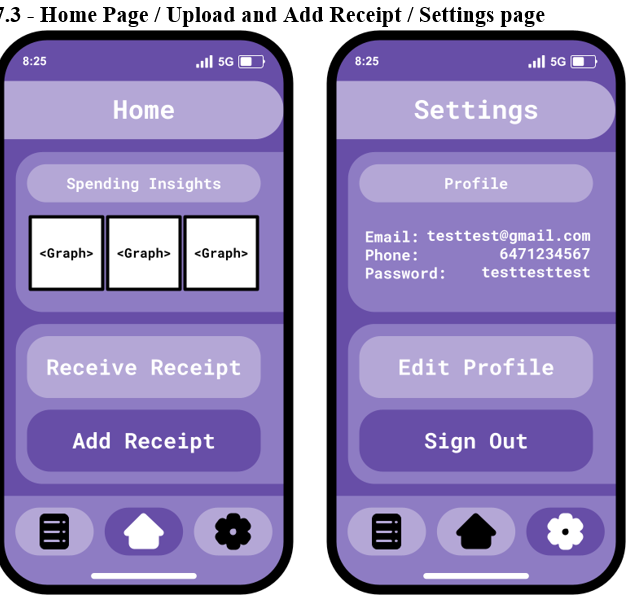 7.3 - Home Page / Upload and Add Receipt / Settings page
8:25
5G
Home
Spending Insights
<Graph>
<Graph>
<Graph>
Receive Receipt
Add Receipt
8:25
5G
Settings
Profile
Email: testtest@gmail.com
Phone: 6471234567
Password: testtesttest
Edit Profile
Sign Out